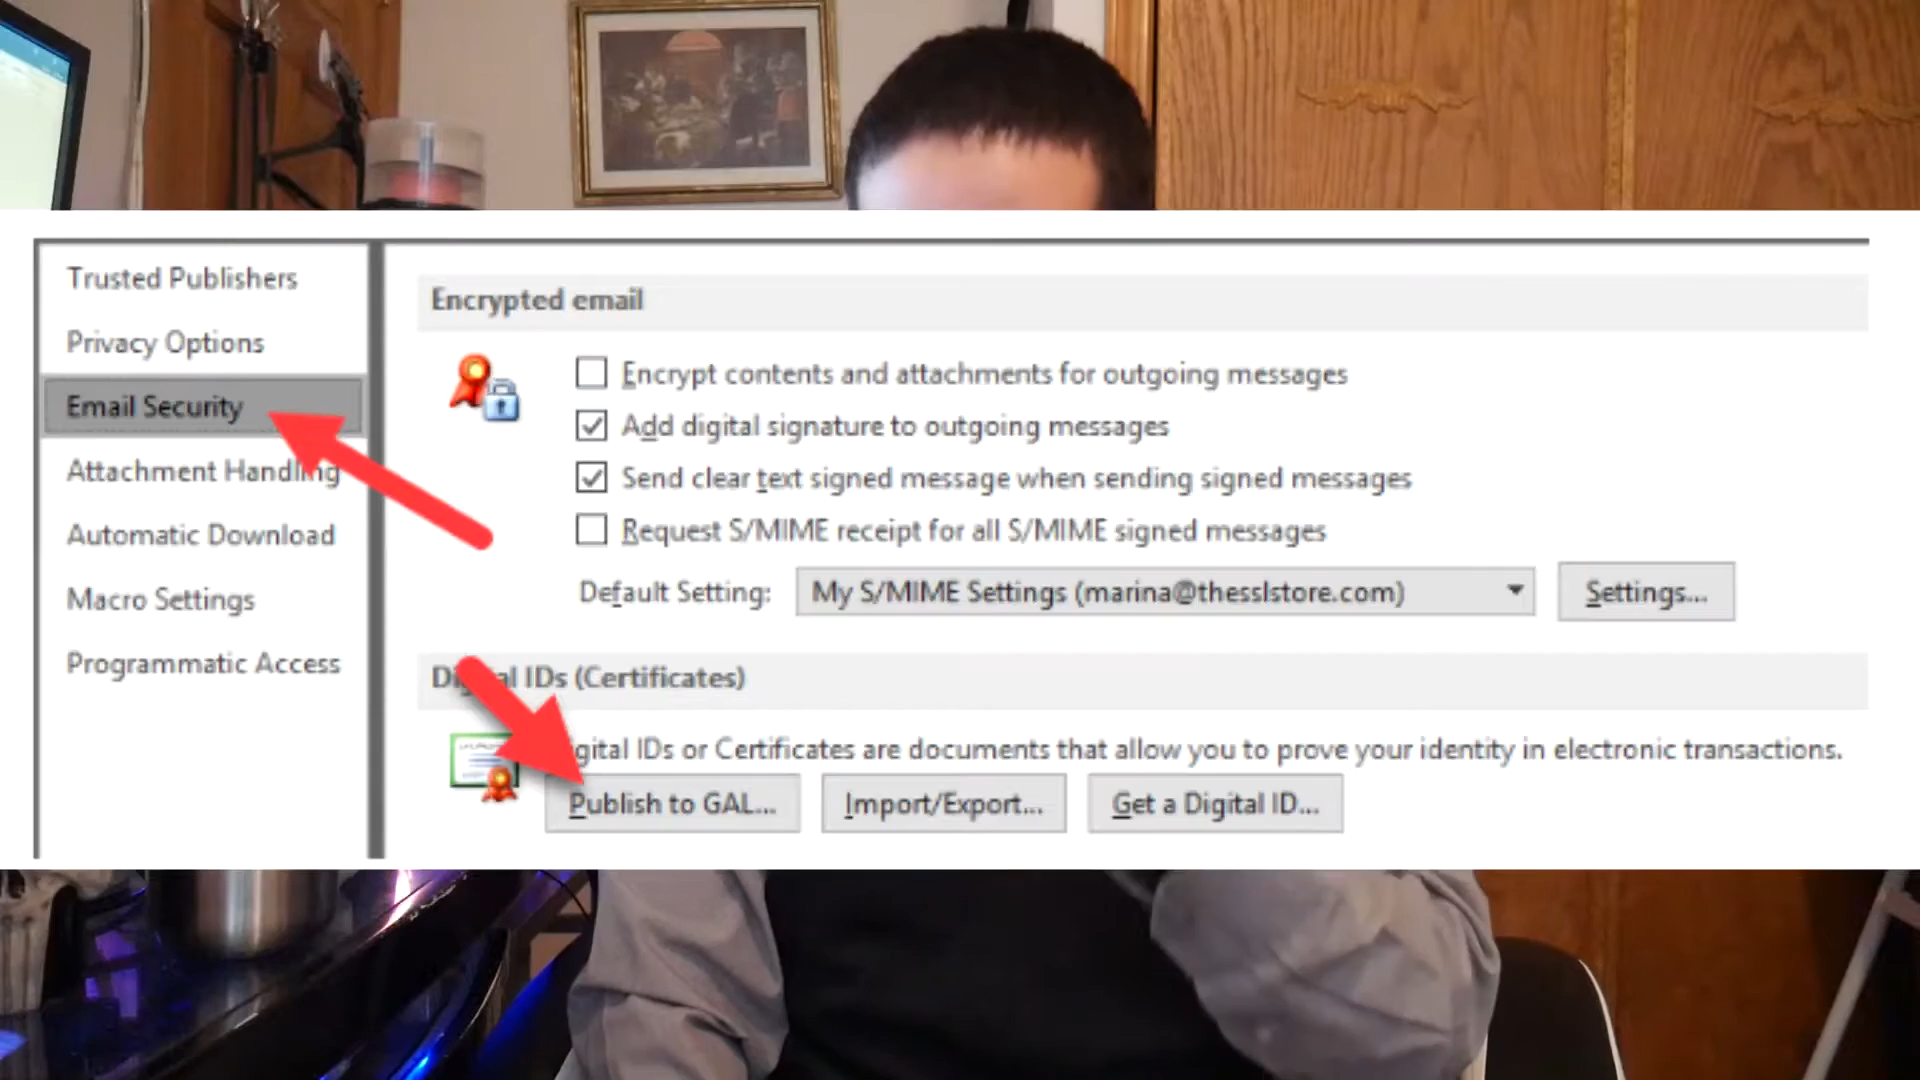 Trusted Publishers
Privacy Options
Email Security
Attachment Handling
Automatic Download
Macro Settings
Programmatic Access
Encrypted email
Encrypt contents and attachments for outgoing messages
Add digital signature to outgoing messages
Send clear text signed message when sending signed messages
Request S/MIME receipt for all S/MIME signed messages
Default Setting: My S/MIME Settings (marina@thesslstore.com) Settings...
Digital IDs (Certificates)
Digital IDs or Certificates are documents that allow you to prove your identity in electronic transactions.
Publish to GAL... Import/Export... Get a Digital ID...